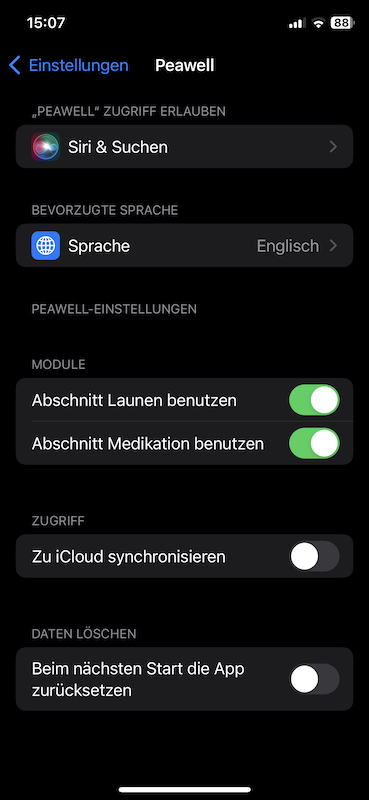 15:07
88
Einstellungen
Peawell
„PEAWELL“ ZUGRIFF ERLAUBEN
Siri & Suchen
BEVORZUGTE SPRACHE
Sprache
Englisch
PEAWELL-EINSTELLUNGEN
MODULE
Abschnitt Launen benutzen
Abschnitt Medikation benutzen
ZUGRIFF
Zu iCloud synchronisieren
DATEN LÖSCHEN
Beim nächsten Start die App
zurücksetzen